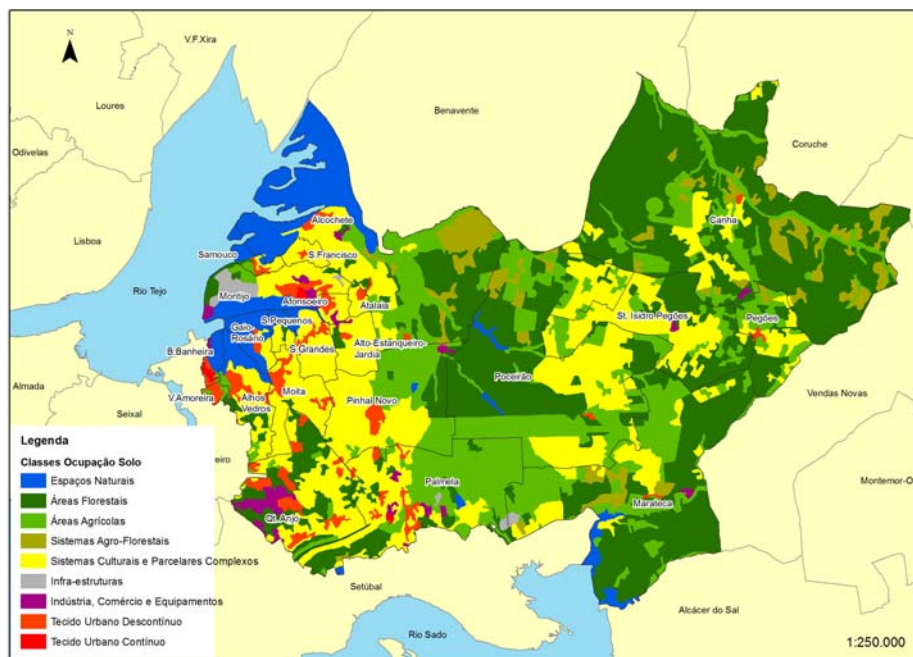 N
V.F.Xira
Loures
Benavente
Coruche
Odivelas
Lisboa
Alcochete
Canha
Samouco
S.Francisco
Rio Tejo
Montijo
Afonsoeiro
Atalaia
St. Isidro Pegões
Pegões
S.Pequenos
Gaio-
Rosário
B.Banheira
S.Grandes
Alto-Estanqueiro-
Jardia
Poceirão
Almada
Vendas Novas
V.Amoreira
Alhos
Vedros
Moita
Pinhal Novo
Seixal
reiro
Palmela
Marateca
Montemor-O
Qt. Anjo
Setúbal
Alcácer do Sal
Rio Sado
1:250.000
Legenda
Classes Ocupação Solo
Espaços Naturais
Áreas Florestais
Áreas Agrícolas
Sistemas Agro-Florestais
Sistemas Culturais e Parcelares Complexos
Infra-estruturas
Indústria, Comércio e Equipamentos
Tecido Urbano Descontínuo
Tecido Urbano Contínuo